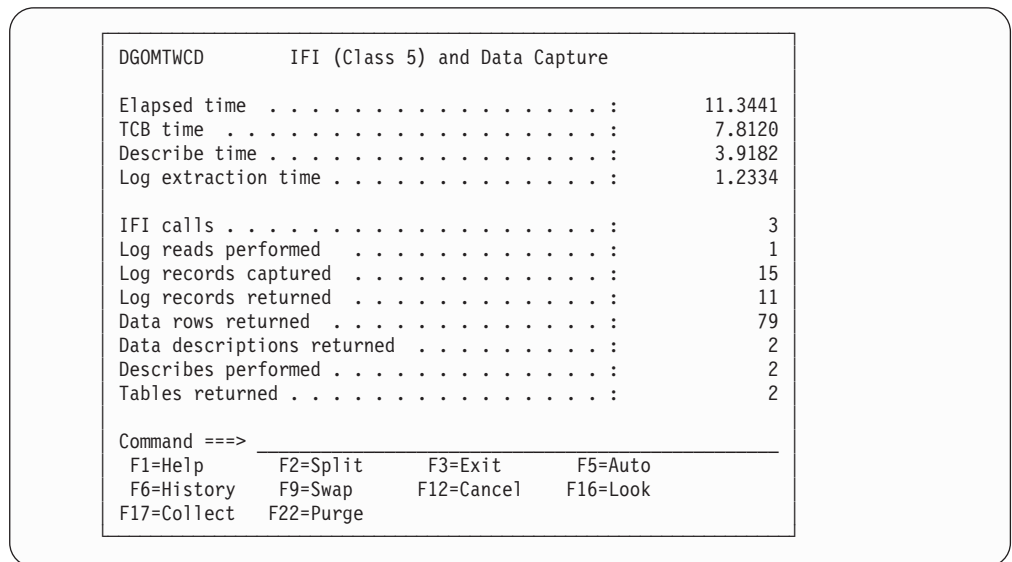 DGOMTWCD IFI (Class 5) and Data Capture
Elapsed time . . . . . . . . . . . . . . . . . : 11.3441
TCB time . . . . . . . . . . . . . . . . . . . : 7.8120
Describe time . . . . . . . . . . . . . . . . : 3.9182
Log extraction time . . . . . . . . . . . . . : 1.2334
IFI calls . . . . . . . . . . . . . . . . . . : 3
Log reads performed . . . . . . . . . . . . . : 1
Log records captured . . . . . . . . . . . . : 15
Log records returned . . . . . . . . . . . . : 11
Data rows returned . . . . . . . . . . . . . : 79
Data descriptions returned . . . . . . . . . : 2
Describes performed . . . . . . . . . . . . . : 2
Tables returned . . . . . . . . . . . . . . . : 2
Command ===>
F1=Help F2=Split F3=Exit F5=Auto
F6=History F9=Swap F12=Cancel F16=Look
F17=Collect F22=Purge